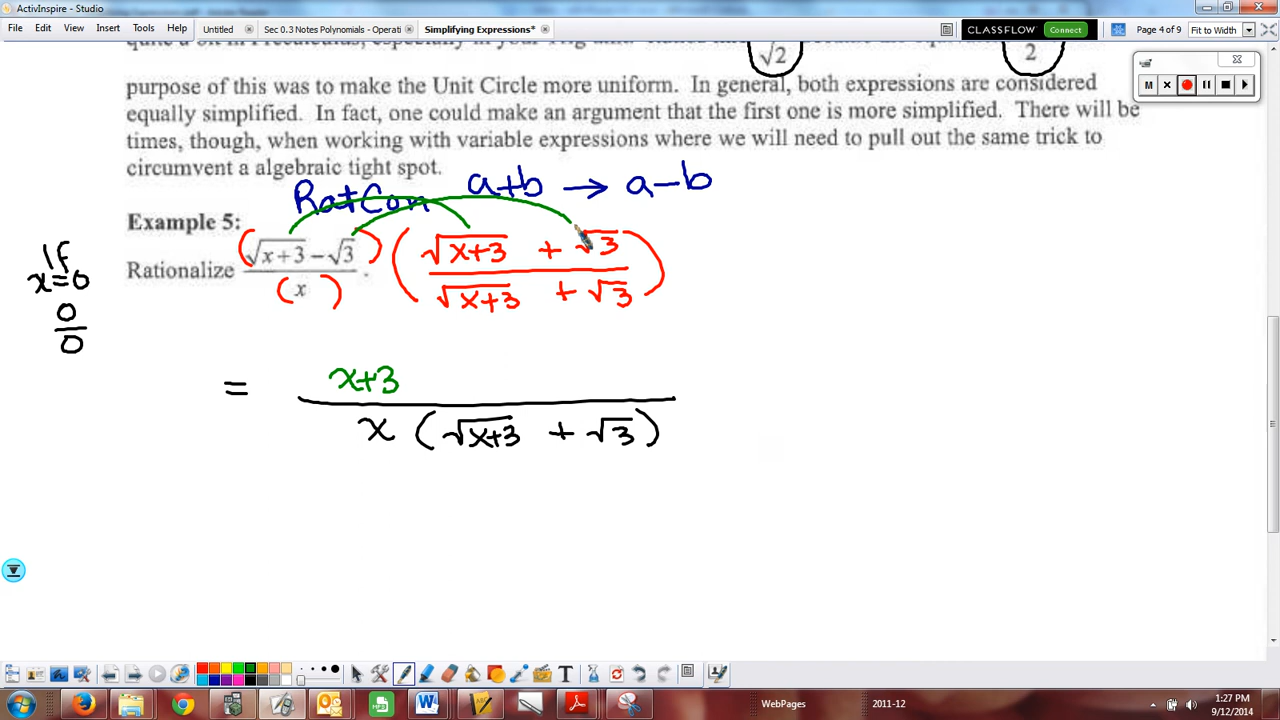 ActivInspire - Studio
File Edit View Insert Tools Help
Untitled Sec 0.3 Notes Polynomials - Operati Simplifying Expressions*
CLASSFLOW Connect Page 4 of 9 Fit to Width
√2 2
purpose of this was to make the Unit Circle more uniform. In general, both expressions are considered
equally simplified. In fact, one could make an argument that the first one is more simplified. There will be
times, though, when working with variable expressions where we will need to pull out the same trick to
circumvent a algebraic tight spot.
RatCon a+b → a-b
Example 5:
Rationalize (√x+3 - √3) / (x) . (√x+3 + √3 / √x+3 + √3)
If
x=0
0
0
= x+3
x (√x+3 + √3)
WebPages 2011-12
1:27 PM
9/12/2014